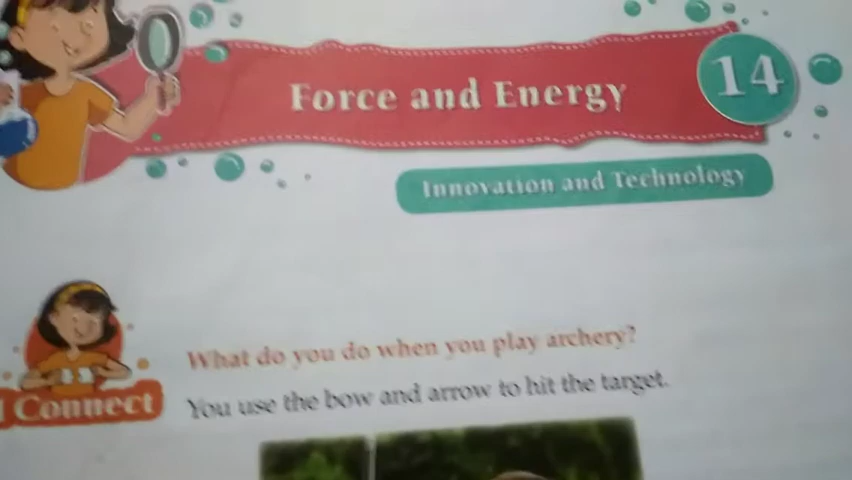 Force and Energy
14
Innovation and Technology
What do you do when you play archery?
Connect
You use the bow and arrow to hit the target.